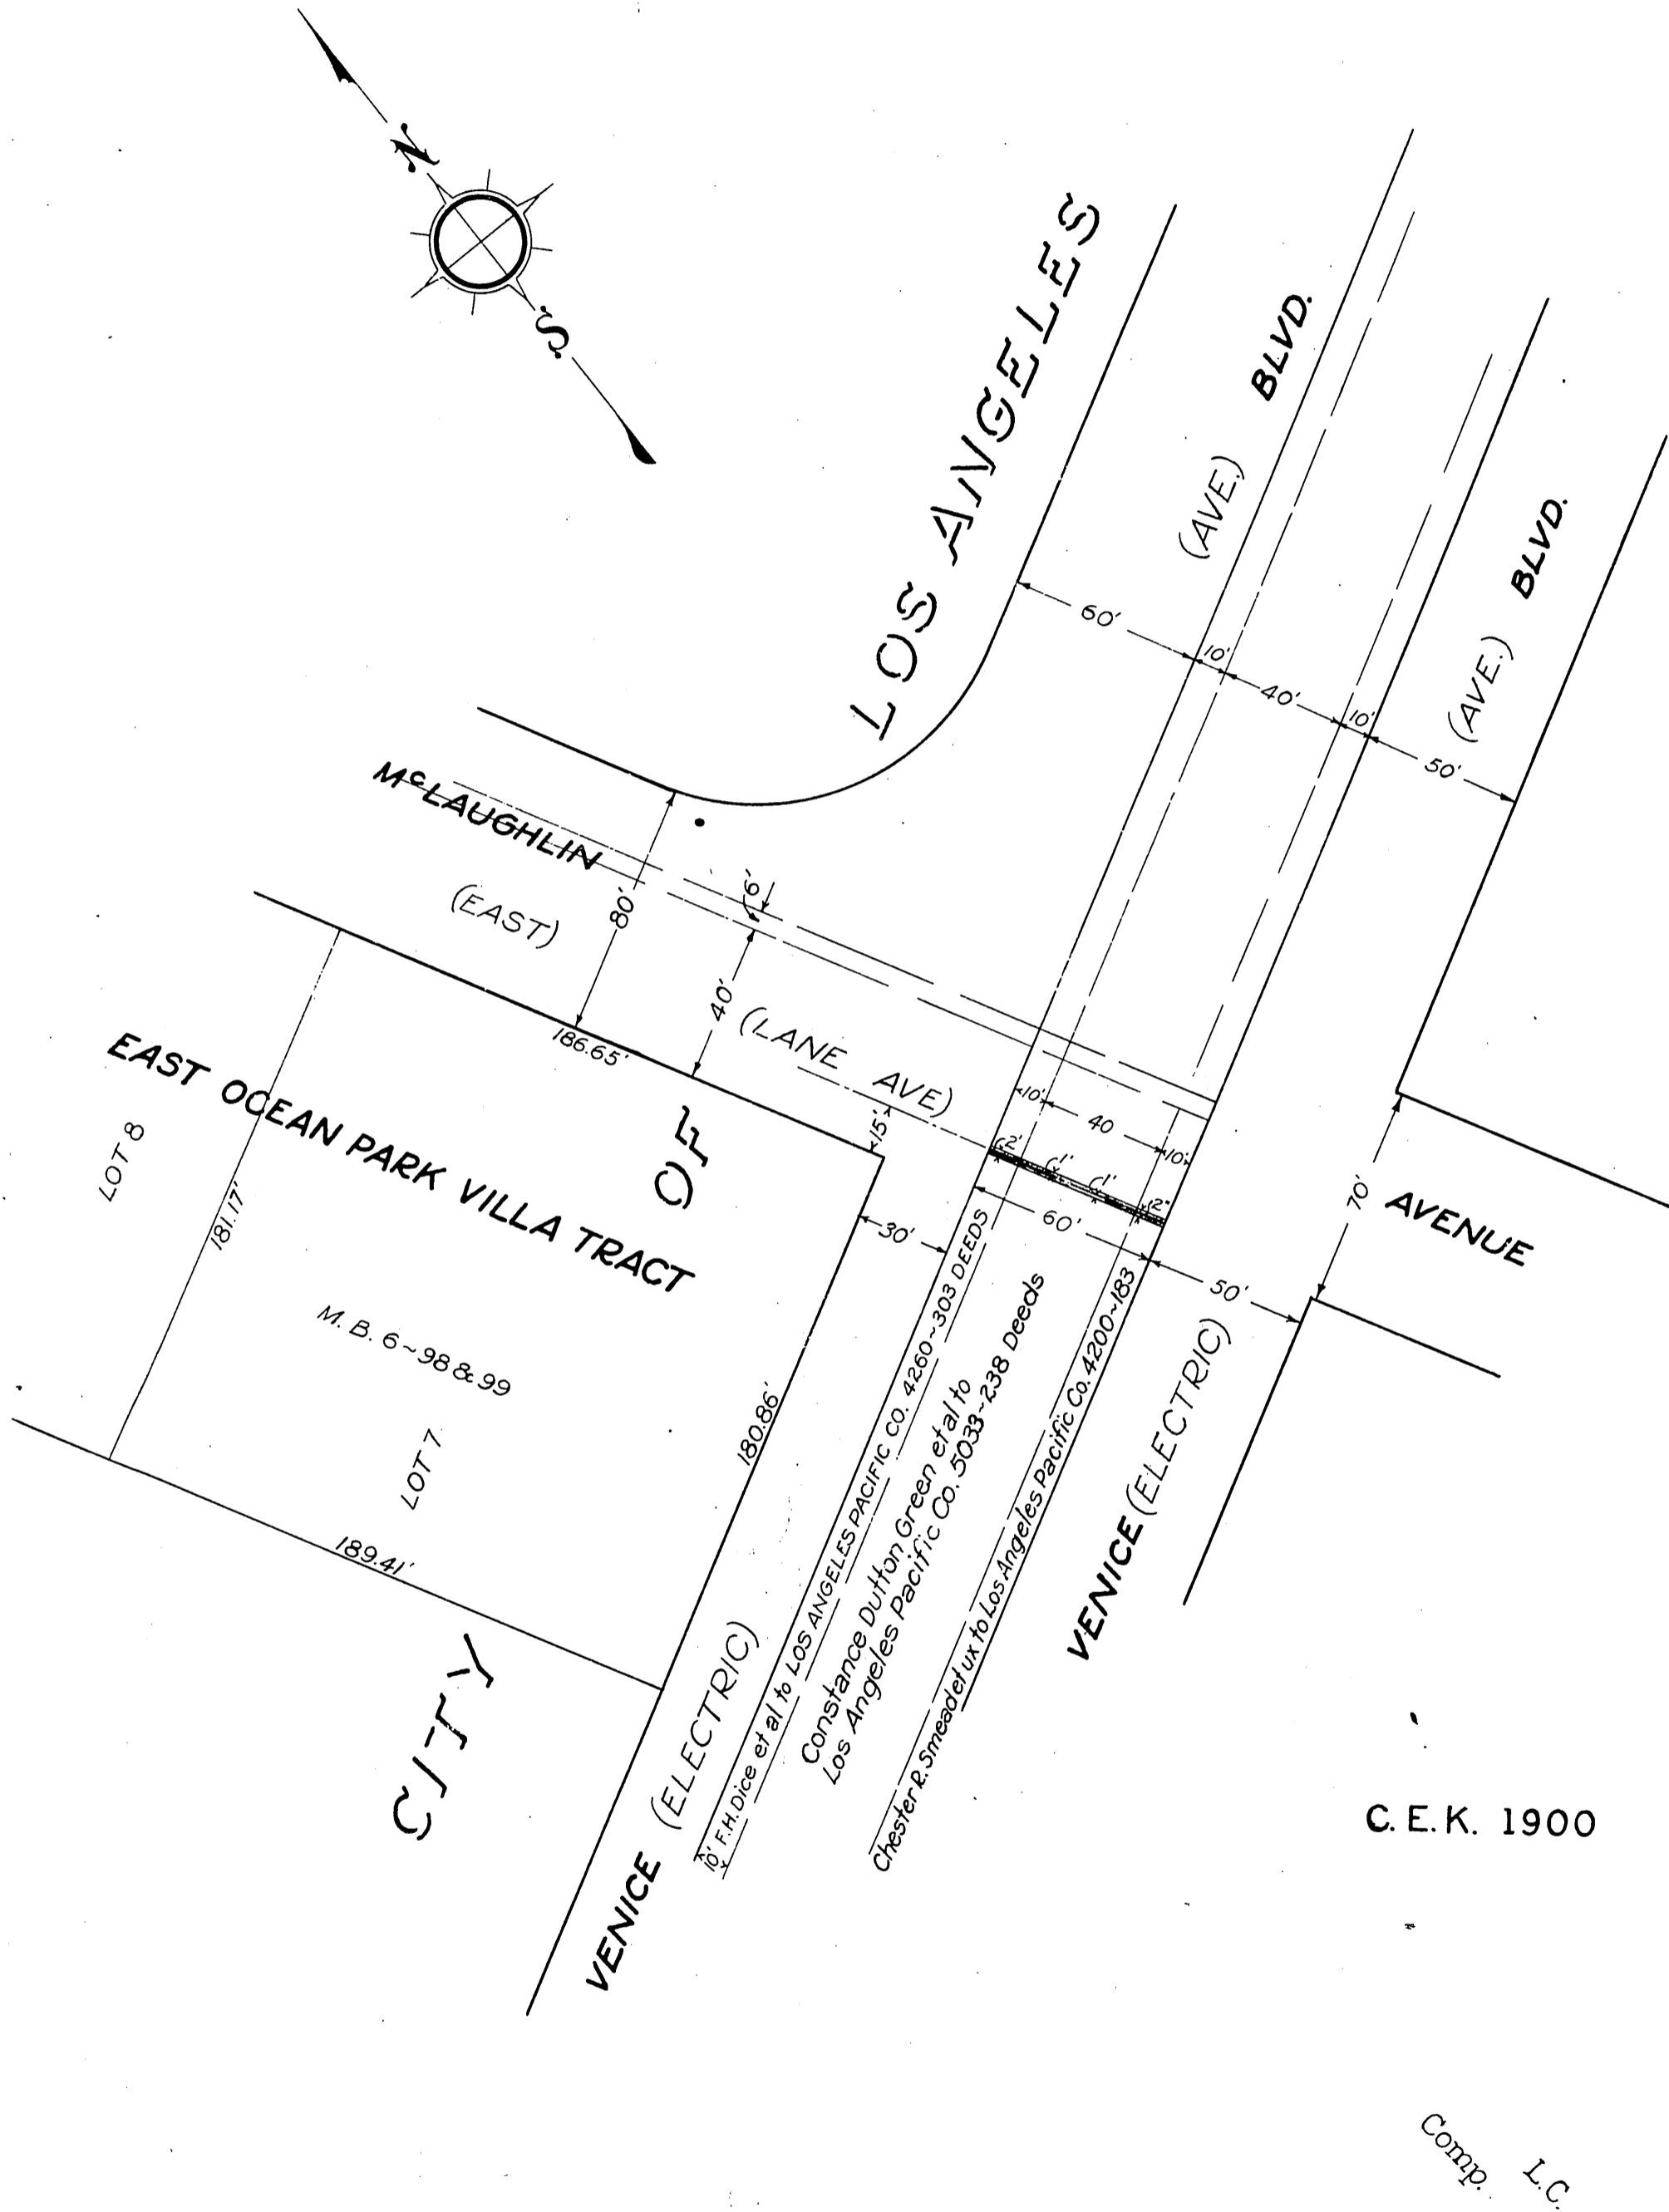 N
S
LOS ANGELES
BLVD.
(AVE.)
BLVD.
(AVE.)
60'
10'
40'
10'
50'
McLAUGHLIN
(EAST)
80'
6'
40'
(LANE AVE)
186.65'
15'
10'
40
10'
2'
1'
1'
2'
EAST OCEAN PARK VILLA TRACT
LOT 8
181.17'
OF
30'
60'
50'
70'
AVENUE
M. B. 6~98 & 99
LOT 7
180.86'
189.41'
CITY
VENICE (ELECTRIC)
10' F.H. Dice et al to LOS ANGELES PACIFIC CO. 4260~303 DEEDS
Constance Dutton Green et al to
Los Angeles Pacific Co. 5033~238 Deeds
Chester R. Smead et ux to Los Angeles Pacific Co. 4200~183
VENICE (ELECTRIC)
C. E. K. 1900
Comp. L.C.